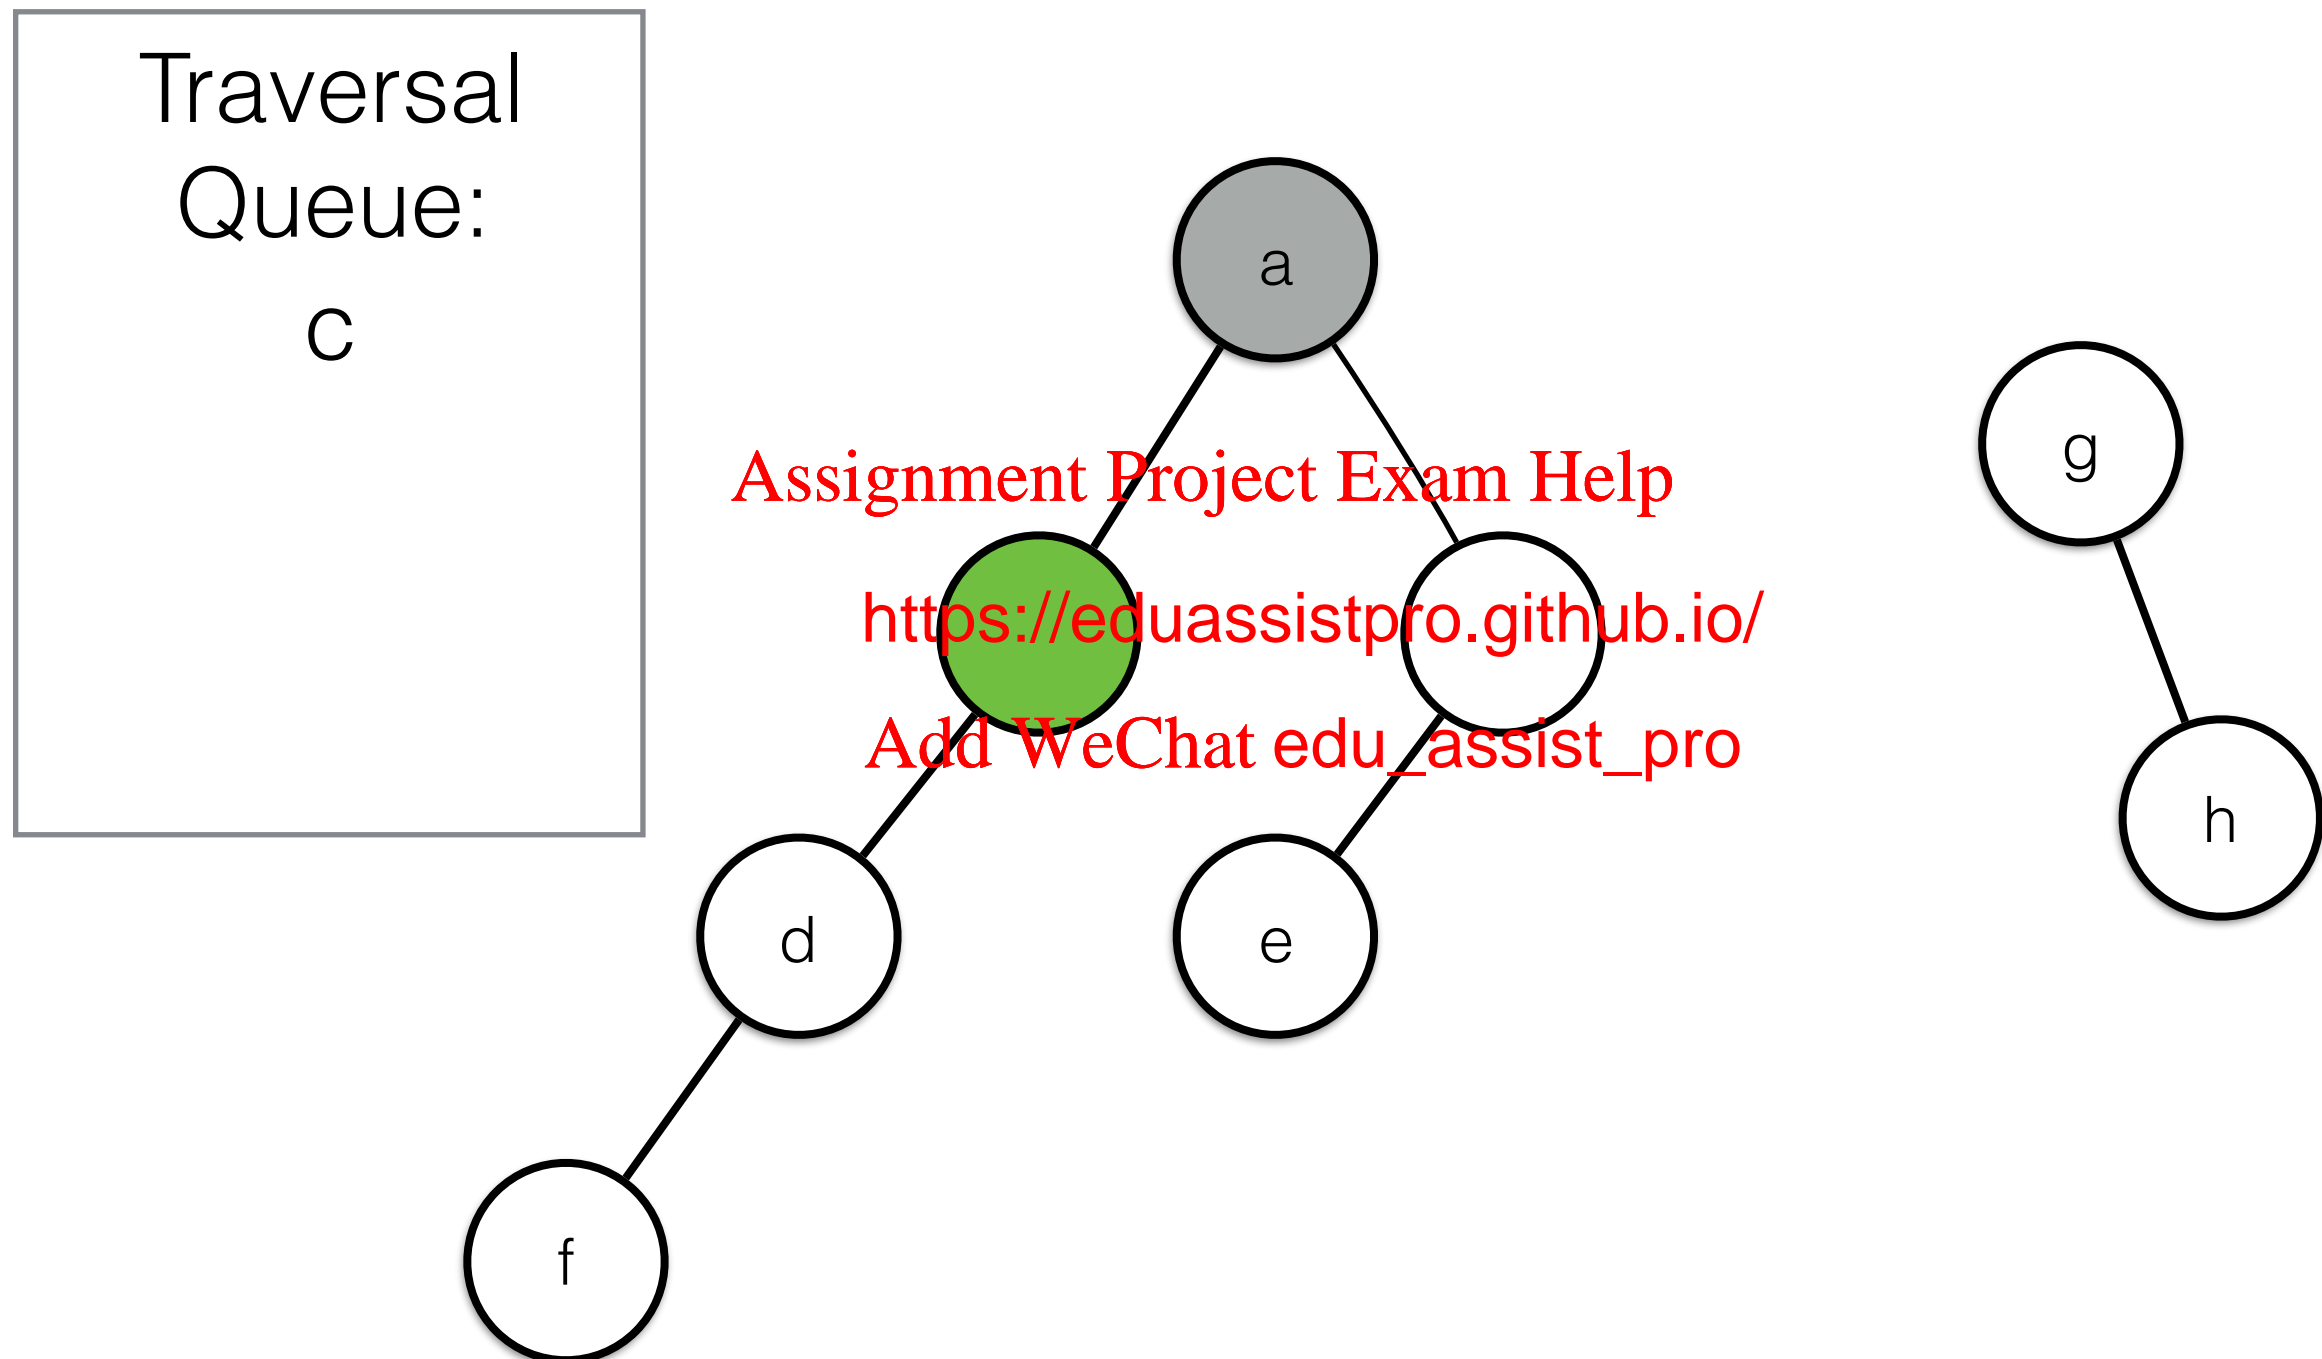 Traversal
Queue:
c
a
Assignment Project Exam Help
g
https://eduassistpro.github.io/
Add WeChat edu_assist_pro
h
d
e
f